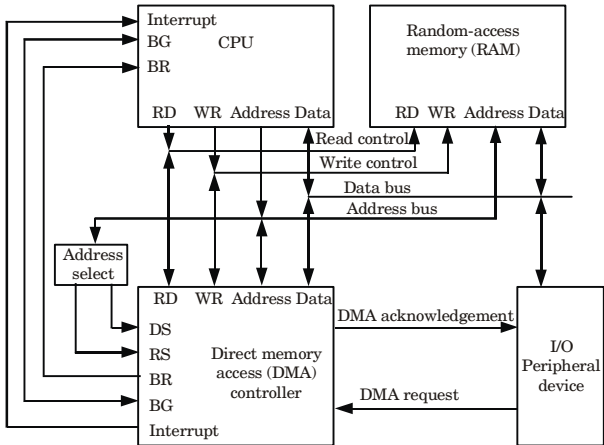 Interrupt
BG
BR
CPU
RD WR Address Data
Random-access
memory (RAM)
RD WR Address Data
Read control
Write control
Data bus
Address bus
Address
select
RD WR Address Data
DS
RS
BR
BG
Interrupt
Direct memory
access (DMA)
controller
DMA acknowledgement
DMA request
I/O
Peripheral
device